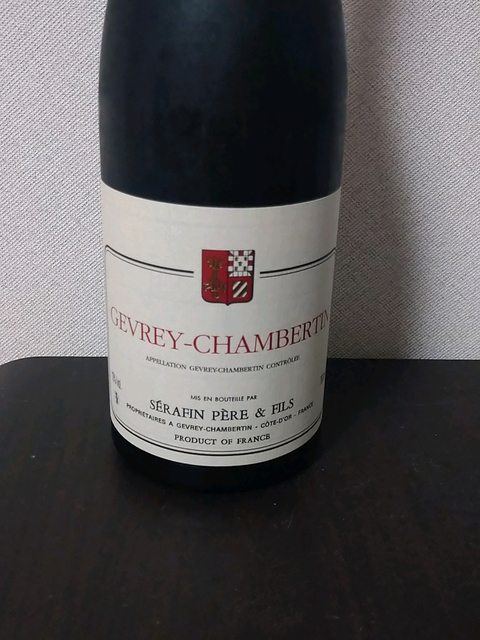 GEVREY-CHAMBERTIN
APPELLATION GEVREY-CHAMBERTIN CONTRÔLÉE
MIS EN BOUTEILLE PAR
SÉRAFIN PÈRE & FILS
PROPRIÉTAIRES A GEVREY-CHAMBERTIN - CÔTE-D'OR - FRANCE
PRODUCT OF FRANCE